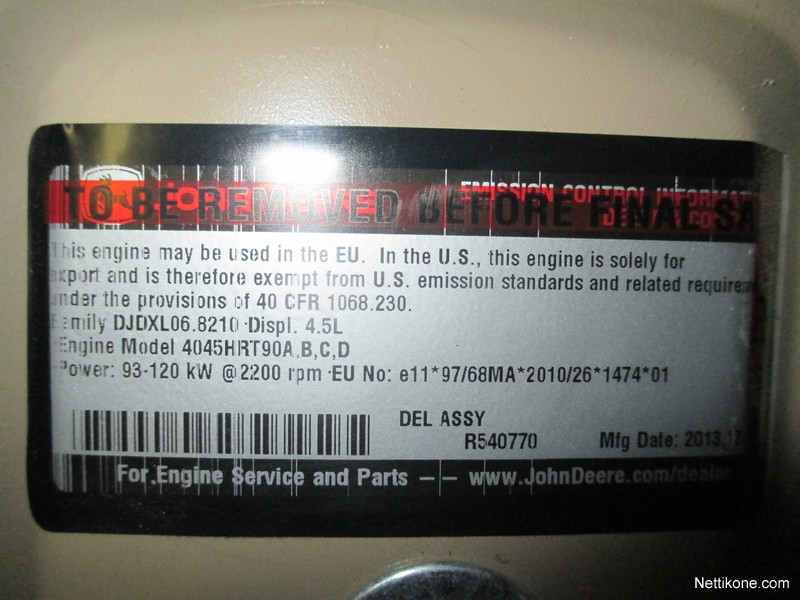 EMISSION CONTROL INFORMAT
TO BE REMOVED BEFORE FINAL SA
This engine may be used in the EU. In the U.S., this engine is solely for
export and is therefore exempt from U.S. emission standards and related require
under the provisions of 40 CFR 1068.230.
Family DJDXL06.8210 Displ. 4.5L
Engine Model 4045HRT90A,B,C,D
Power: 93-120 kW @ 2200 rpm EU No: e11*97/68MA*2010/26*1474*01
DEL ASSY
R540770 Mfg Date: 2013.
For Engine Service and Parts -- www.JohnDeere.com/dealer
Nettikone.com